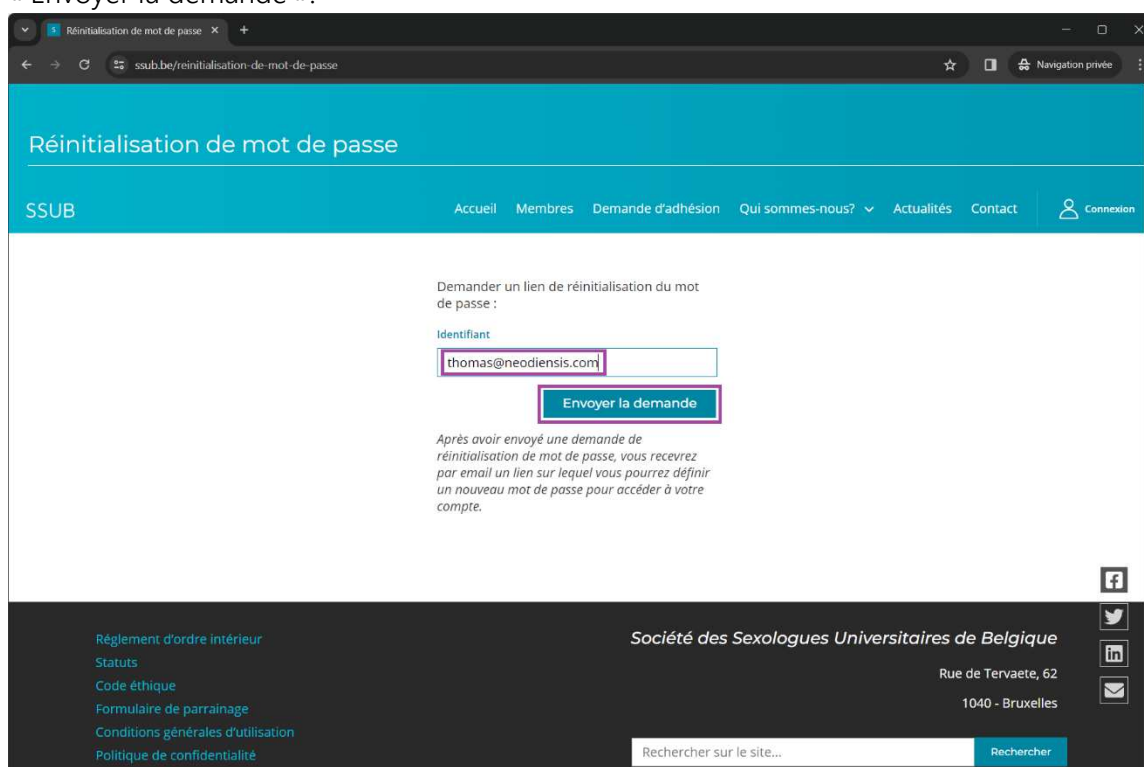 « Envoyer la demande ».
Réinitialisation de mot de passe
ssub.be/reinitialisation-de-mot-de-passe
Navigation privée
Réinitialisation de mot de passe
SSUB
Accueil Membres Demande d'adhésion Qui sommes-nous? Actualités Contact Connexion
Demander un lien de réinitialisation du mot
de passe :
Identifiant
thomas@neodiensis.com
Envoyer la demande
Après avoir envoyé une demande de
réinitialisation de mot de passe, vous recevrez
par email un lien sur lequel vous pourrez définir
un nouveau mot de passe pour accéder à votre
compte.
Réglement d'ordre intérieur
Statuts
Code éthique
Formulaire de parrainage
Conditions générales d'utilisation
Politique de confidentialité
Société des Sexologues Universitaires de Belgique
Rue de Tervaete, 62
1040 - Bruxelles
Rechercher sur le site...
Rechercher